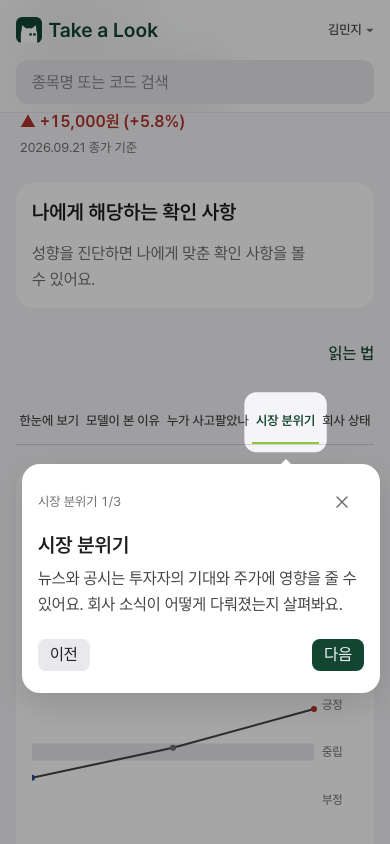 Take a Look
김민지
종목명 또는 코드 검색
▲ +15,000원 (+5.8%)
2026.09.21 종가 기준
나에게 해당하는 확인 사항
성향을 진단하면 나에게 맞춘 확인 사항을 볼
수 있어요.
읽는 법
한눈에 보기 모델이 본 이유 누가 사고팔았나 시장 분위기 회사 상태
시장 분위기 1/3
시장 분위기
뉴스와 공시는 투자자의 기대와 주가에 영향을 줄 수
있어요. 회사 소식이 어떻게 다뤄졌는지 살펴봐요.
이전
다음
긍정
중립
부정